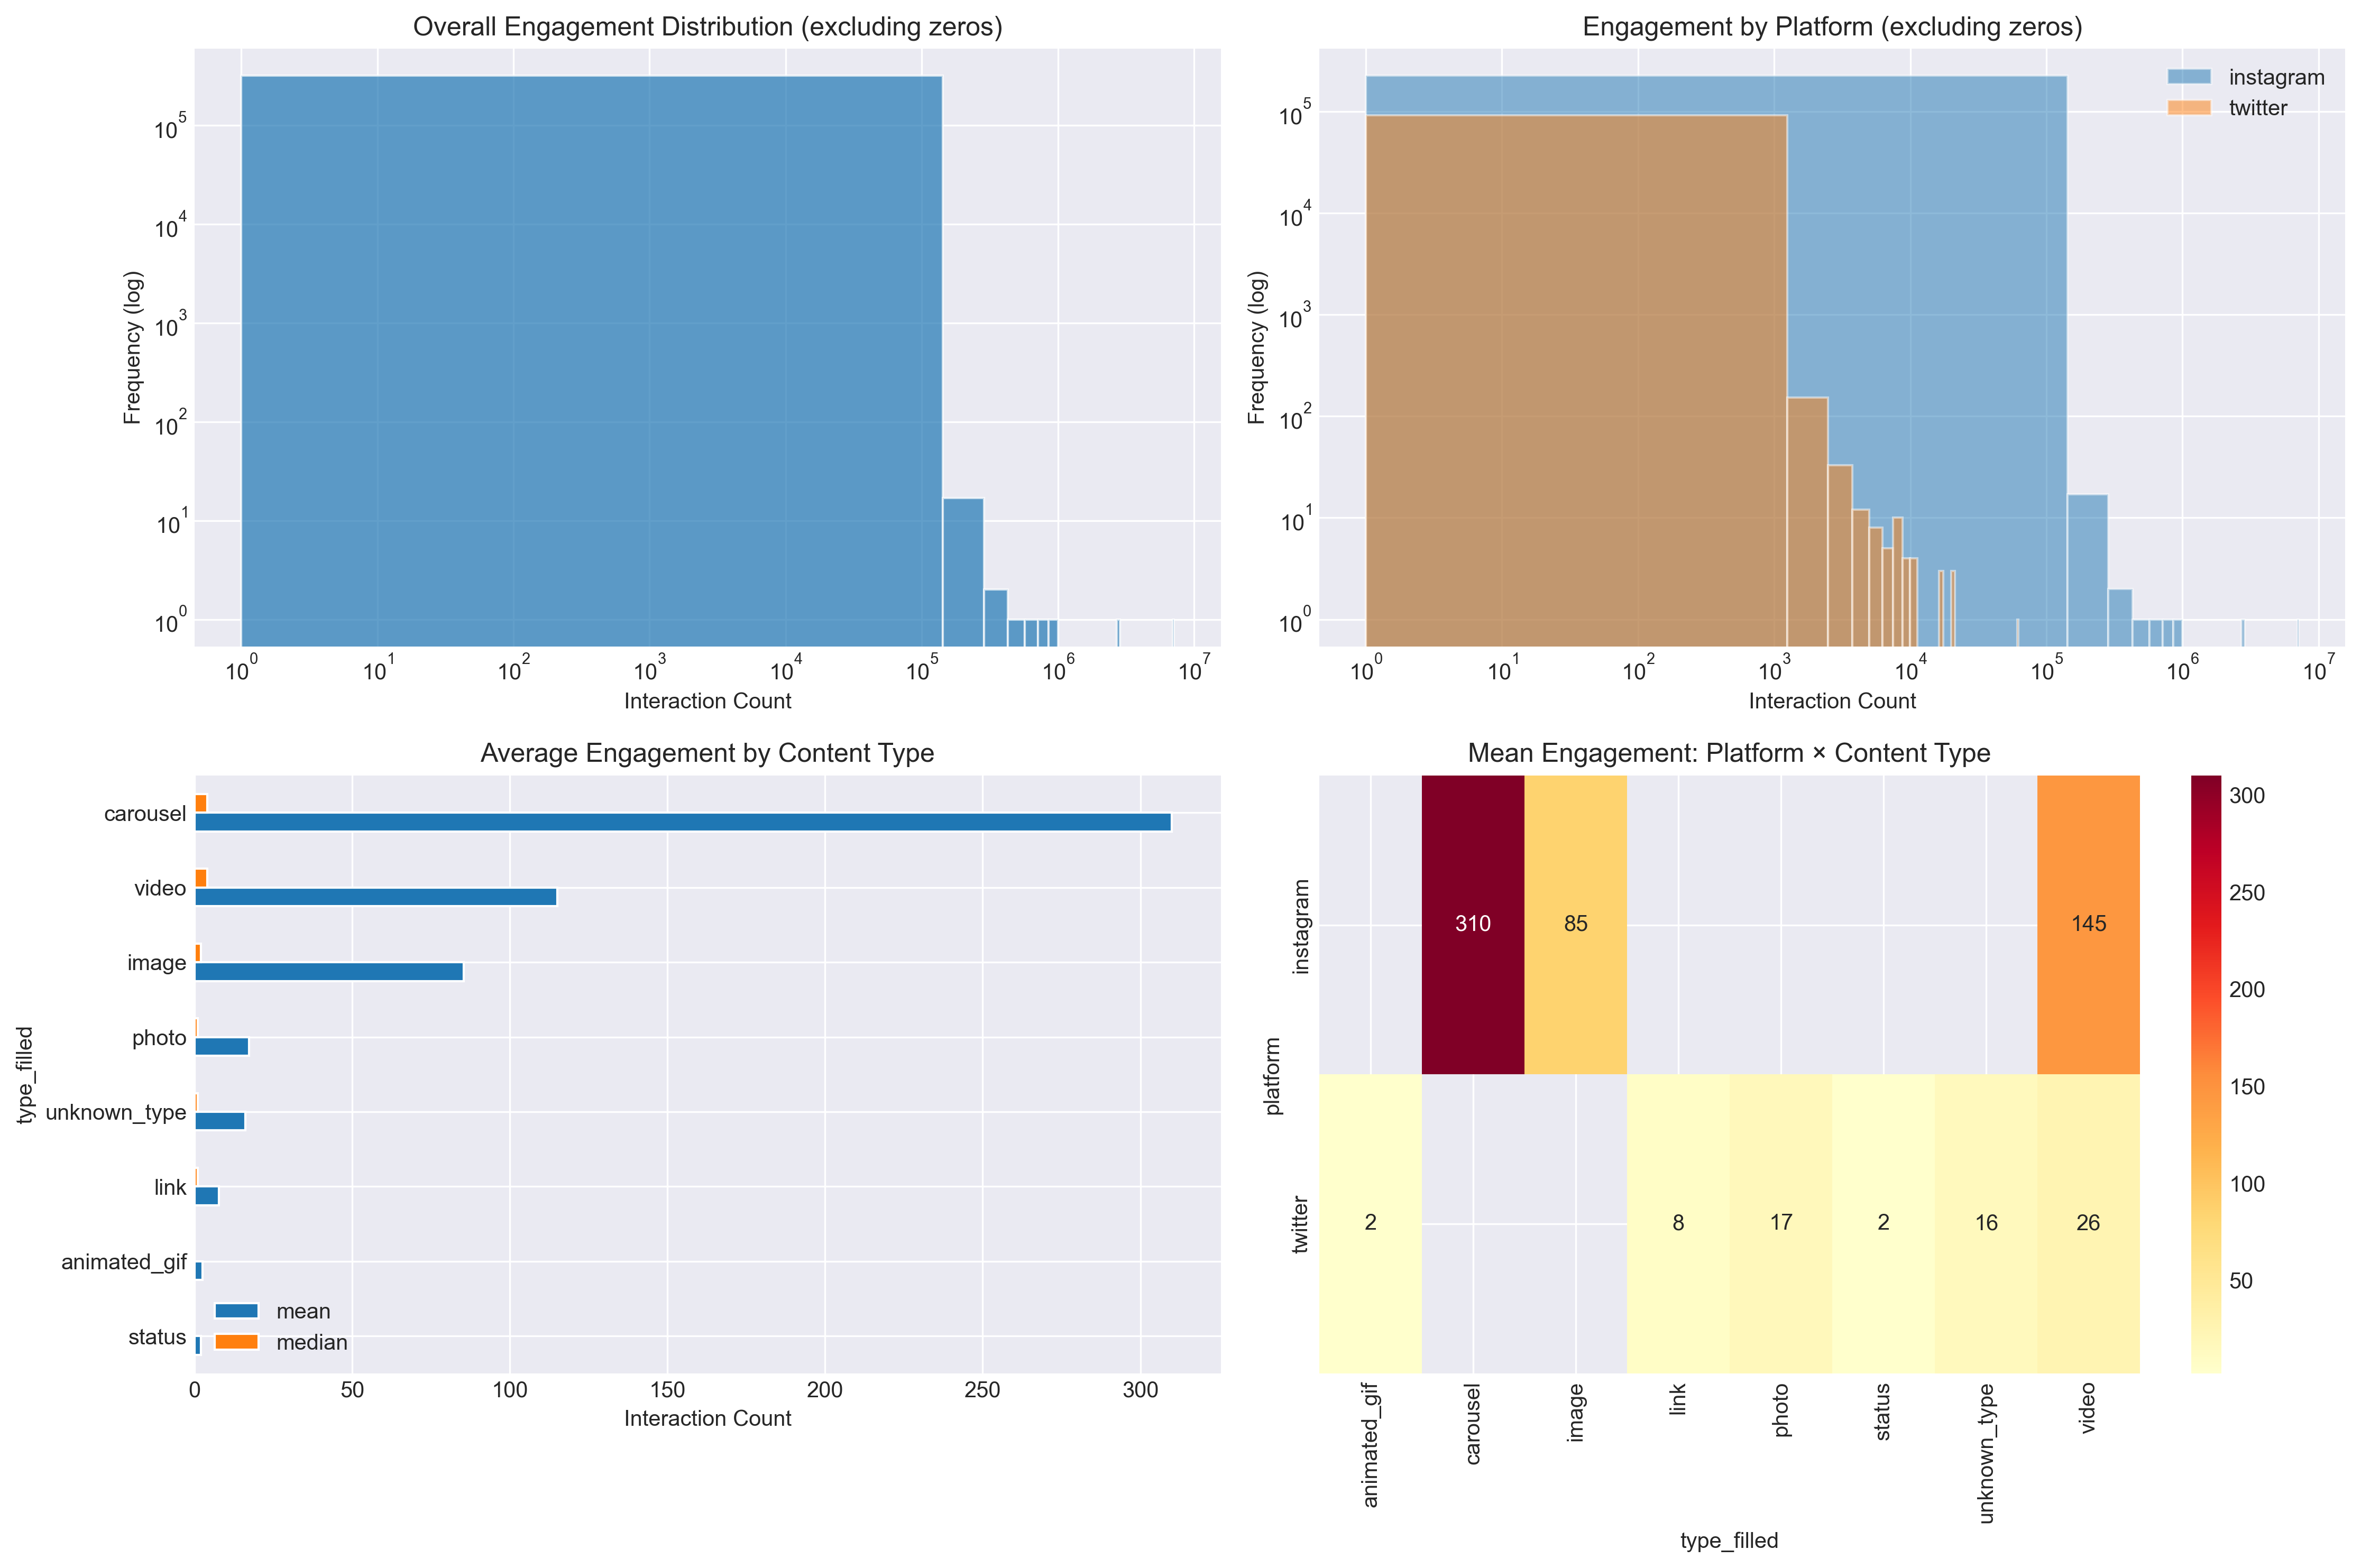 Overall Engagement Distribution (excluding zeros)
Frequency (log)
10^5
10^4
10^3
10^2
10^1
10^0
10^0 10^1 10^2 10^3 10^4 10^5 10^6 10^7
Interaction Count
Engagement by Platform (excluding zeros)
instagram
twitter
Frequency (log)
10^5
10^4
10^3
10^2
10^1
10^0
10^0 10^1 10^2 10^3 10^4 10^5 10^6 10^7
Interaction Count
Average Engagement by Content Type
type_filled
carousel
video
image
photo
unknown_type
link
animated_gif
status
mean
median
0 50 100 150 200 250 300
Interaction Count
Mean Engagement: Platform × Content Type
platform
instagram
twitter
310 85 145
2 8 17 2 16 26
animated_gif
carousel
image
link
photo
status
unknown_type
video
type_filled
300
250
200
150
100
50